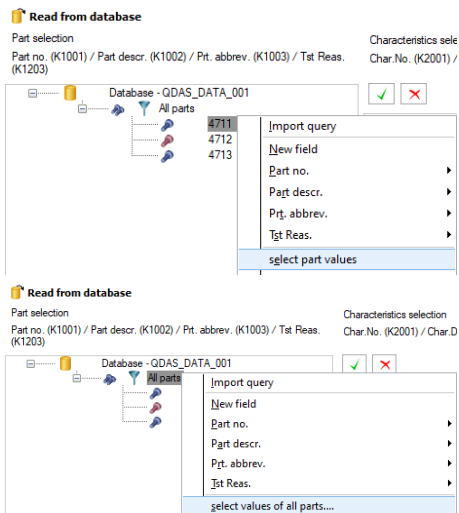 Read from database
Part selection
Characteristics sele
Part no. (K1001) / Part descr. (K1002) / Prt. abbrev. (K1003) / Tst Reas.
(K1203)
Char.No. (K2001) /
Database - QDAS_DATA_001
All parts
4711
4712
4713
Import query
New field
Part no.
Part descr.
Prt. abbrev.
Tst Reas.
select part values
Read from database
Part selection
Characteristics selection
Part no. (K1001) / Part descr. (K1002) / Prt. abbrev. (K1003) / Tst Reas.
(K1203)
Char.No. (K2001) / Char.D
Database - QDAS_DATA_001
All parts
Import query
New field
Part no.
Part descr.
Prt. abbrev.
Tst Reas.
select values of all parts....